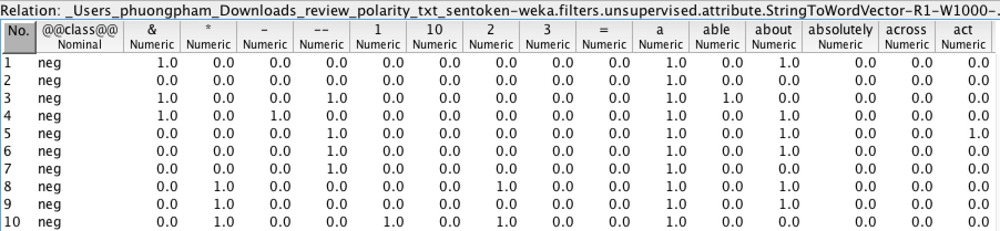 Relation: _Users_phuongpham_Downloads_review_polarity_txt_sentoken-weka.filters.unsupervised.attribute.StringToWordVector-R1-W1000-.
No. @@class@@ & * - -- 1 10 2 3 = a able about absolutely across act
Nominal Numeric Numeric Numeric Numeric Numeric Numeric Numeric Numeric Numeric Numeric Numeric Numeric Numeric Numeric Numeric
1 neg 1.0 0.0 0.0 0.0 0.0 0.0 0.0 0.0 0.0 1.0 0.0 1.0 0.0 0.0 0.0
2 neg 0.0 0.0 0.0 0.0 0.0 0.0 0.0 0.0 0.0 1.0 0.0 0.0 0.0 0.0 0.0
3 neg 1.0 0.0 0.0 1.0 0.0 0.0 0.0 0.0 0.0 1.0 1.0 0.0 0.0 0.0 0.0
4 neg 1.0 0.0 1.0 0.0 0.0 0.0 0.0 0.0 0.0 1.0 0.0 1.0 0.0 0.0 0.0
5 neg 0.0 0.0 0.0 1.0 0.0 0.0 0.0 0.0 0.0 1.0 0.0 1.0 0.0 0.0 1.0
6 neg 0.0 0.0 0.0 1.0 0.0 0.0 0.0 0.0 0.0 1.0 0.0 1.0 0.0 0.0 0.0
7 neg 0.0 0.0 0.0 1.0 0.0 0.0 0.0 0.0 0.0 1.0 0.0 0.0 0.0 0.0 0.0
8 neg 0.0 1.0 0.0 0.0 0.0 0.0 1.0 0.0 0.0 1.0 0.0 1.0 0.0 0.0 0.0
9 neg 0.0 1.0 0.0 0.0 0.0 0.0 0.0 0.0 0.0 1.0 0.0 1.0 0.0 0.0 0.0
10 neg 0.0 1.0 0.0 0.0 1.0 0.0 1.0 0.0 0.0 1.0 0.0 0.0 0.0 0.0 0.0